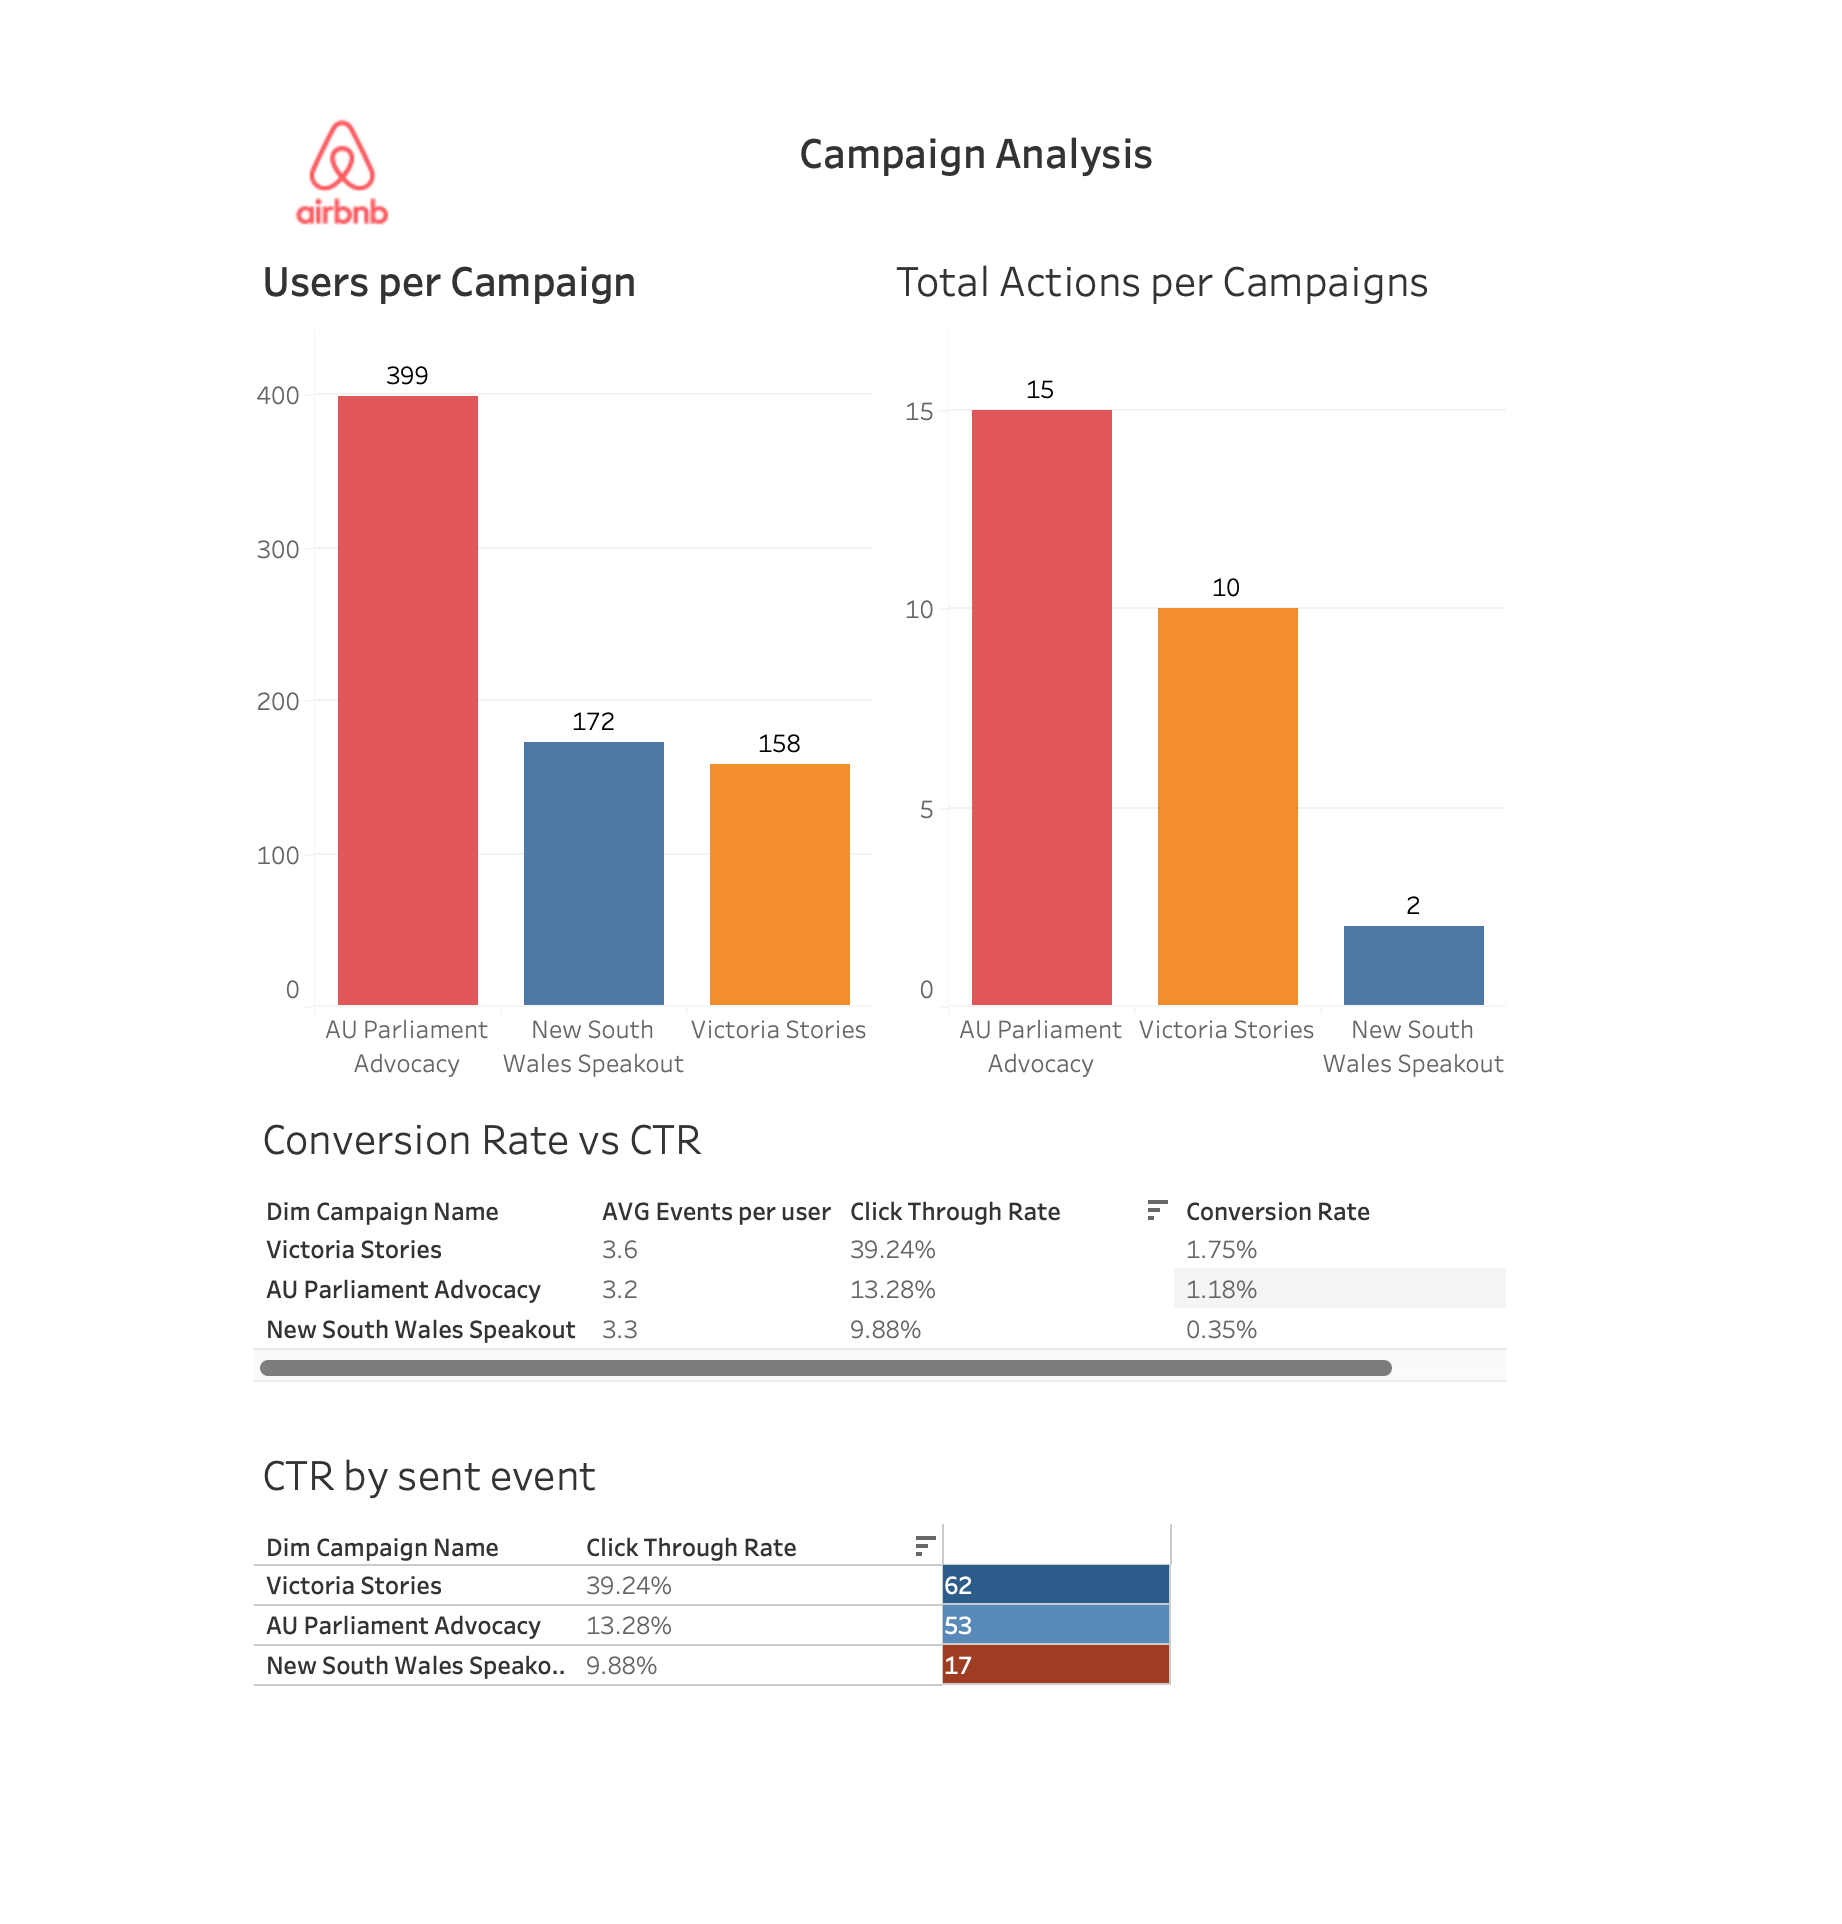 airbnb
Campaign Analysis
Users per Campaign
399
400
300
200
172
158
100
0
AU Parliament
Advocacy
New South
Wales Speakout
Victoria Stories
Total Actions per Campaigns
15
15
10
10
5
2
0
AU Parliament
Advocacy
Victoria Stories
New South
Wales Speakout
Conversion Rate vs CTR
Dim Campaign Name AVG Events per user Click Through Rate Conversion Rate
Victoria Stories 3.6 39.24% 1.75%
AU Parliament Advocacy 3.2 13.28% 1.18%
New South Wales Speakout 3.3 9.88% 0.35%
CTR by sent event
Dim Campaign Name Click Through Rate
Victoria Stories 39.24% 62
AU Parliament Advocacy 13.28% 53
New South Wales Speako.. 9.88% 17